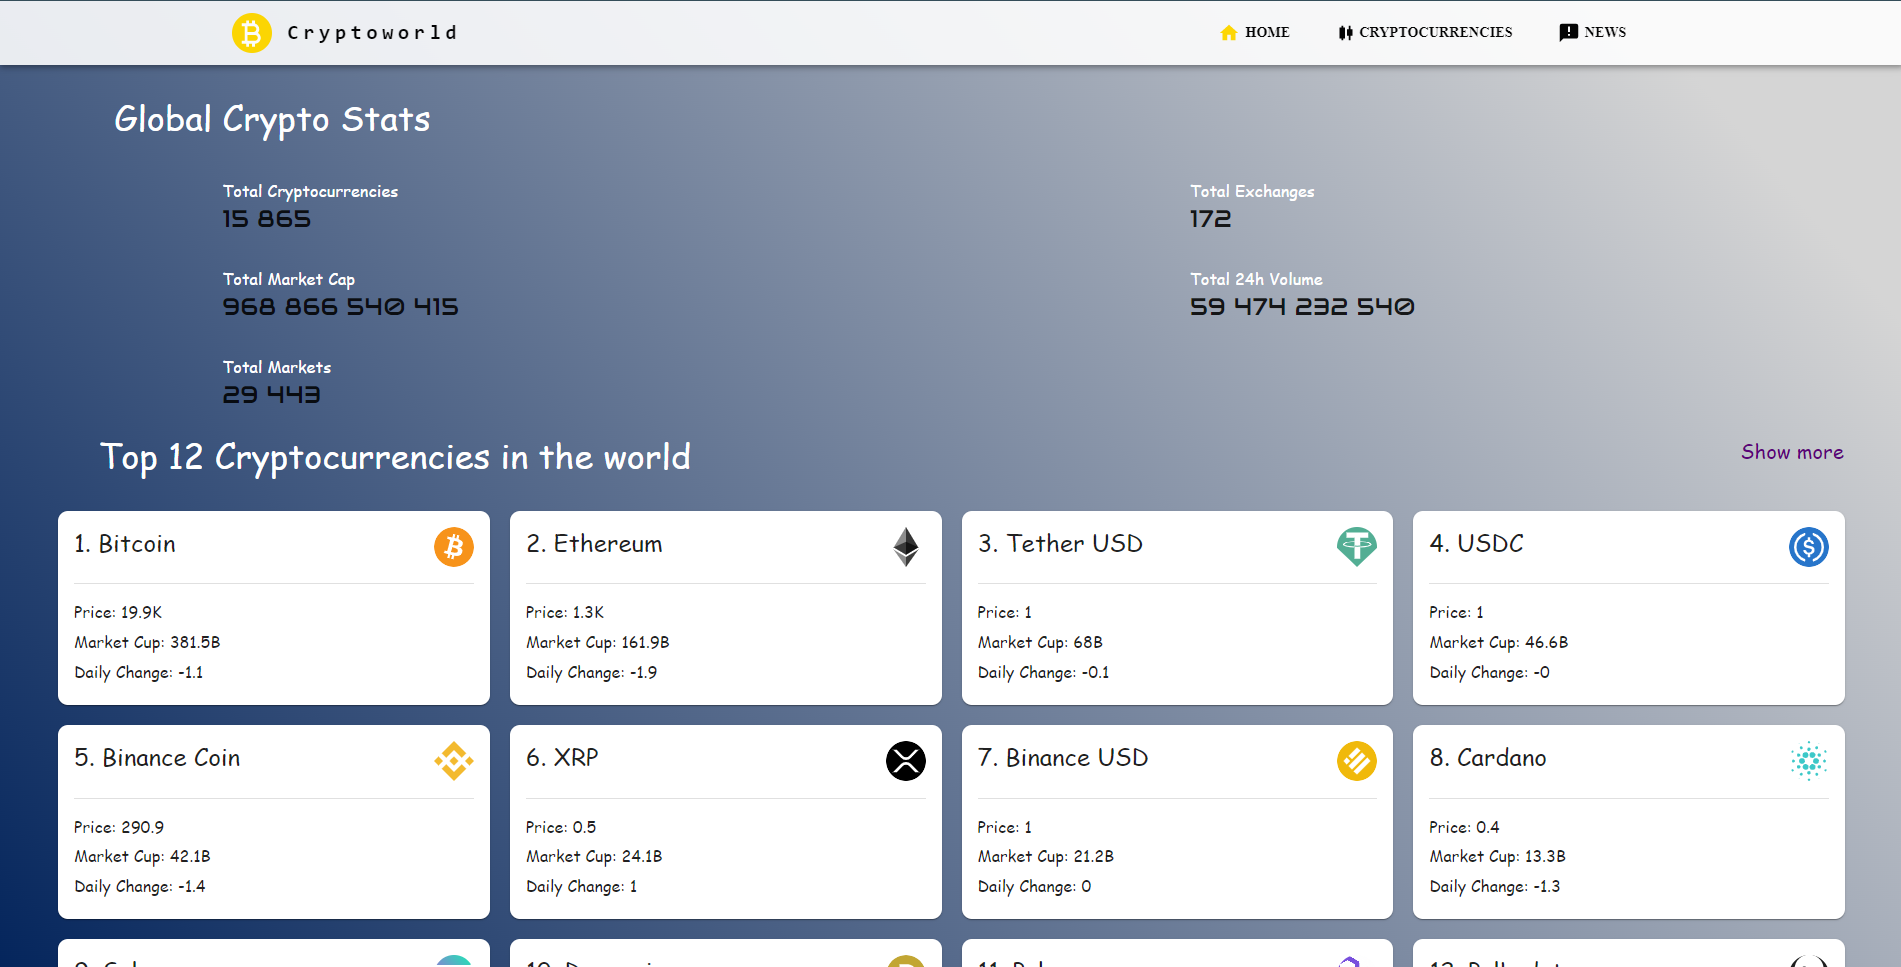 Cryptoworld
HOME
CRYPTOCURRENCIES
NEWS
Global Crypto Stats
Total Cryptocurrencies
15 865
Total Exchanges
172
Total Market Cap
968 866 540 415
Total 24h Volume
59 474 232 540
Total Markets
29 443
Top 12 Cryptocurrencies in the world
Show more
1. Bitcoin
Price: 19.9K
Market Cup: 381.5B
Daily Change: -1.1
2. Ethereum
Price: 1.3K
Market Cup: 161.9B
Daily Change: -1.9
3. Tether USD
Price: 1
Market Cup: 68B
Daily Change: -0.1
4. USDC
Price: 1
Market Cup: 46.6B
Daily Change: -0
5. Binance Coin
Price: 290.9
Market Cup: 42.1B
Daily Change: -1.4
6. XRP
Price: 0.5
Market Cup: 24.1B
Daily Change: 1
7. Binance USD
Price: 1
Market Cup: 21.2B
Daily Change: 0
8. Cardano
Price: 0.4
Market Cup: 13.3B
Daily Change: -1.3